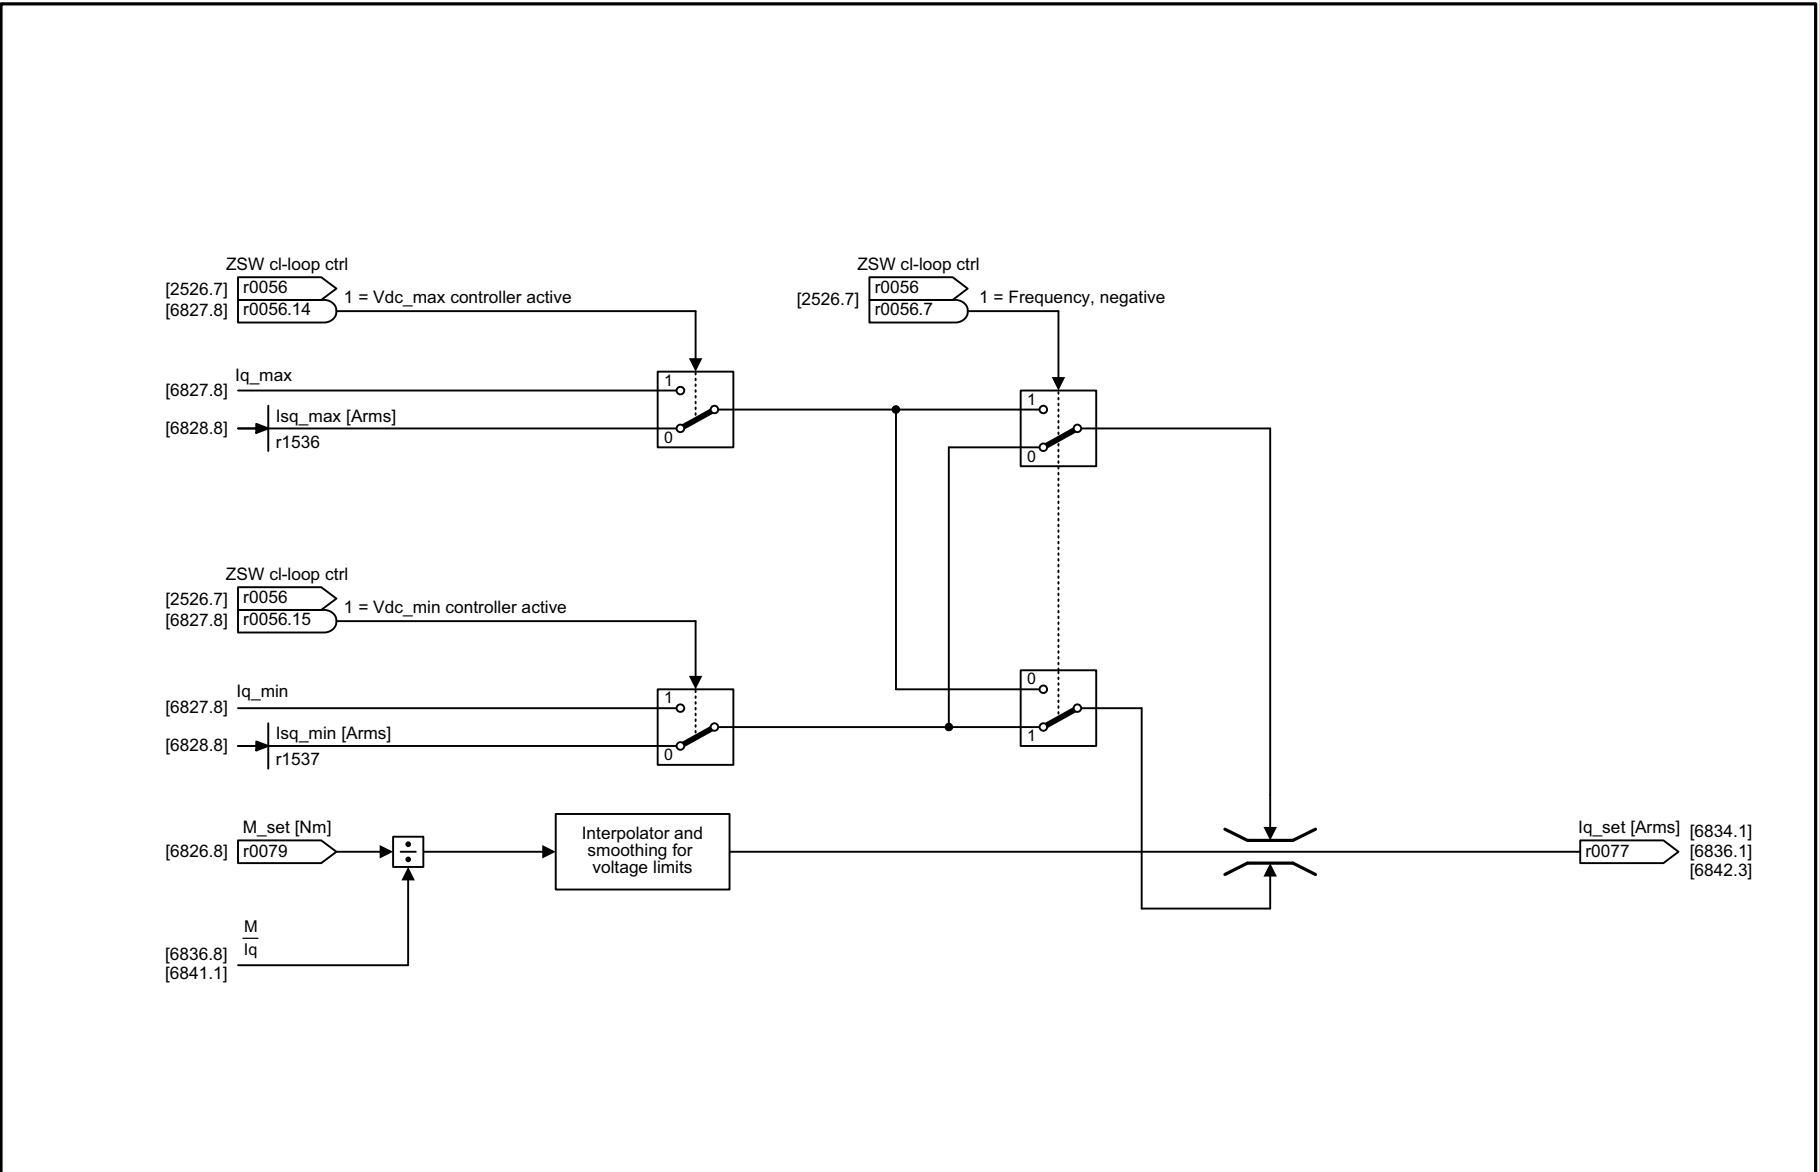 ZSW cl-loop ctrl
[2526.7] r0056
[6827.8] r0056.14
1 = Vdc_max controller active
ZSW cl-loop ctrl
[2526.7]
r0056
r0056.7
1 = Frequency, negative
Iq_max
[6827.8]
1
[6828.8]
Isq_max [Arms]
r1536
0
1
0
ZSW cl-loop ctrl
[2526.7] r0056
[6827.8] r0056.15
1 = Vdc_min controller active
Iq_min
[6827.8]
1
[6828.8]
Isq_min [Arms]
r1537
0
0
1
M_set [Nm]
[6826.8] r0079
÷
Interpolator and
smoothing for
voltage limits
Iq_set [Arms]
r0077
[6834.1]
[6836.1]
[6842.3]
M
Iq
[6836.8]
[6841.1]